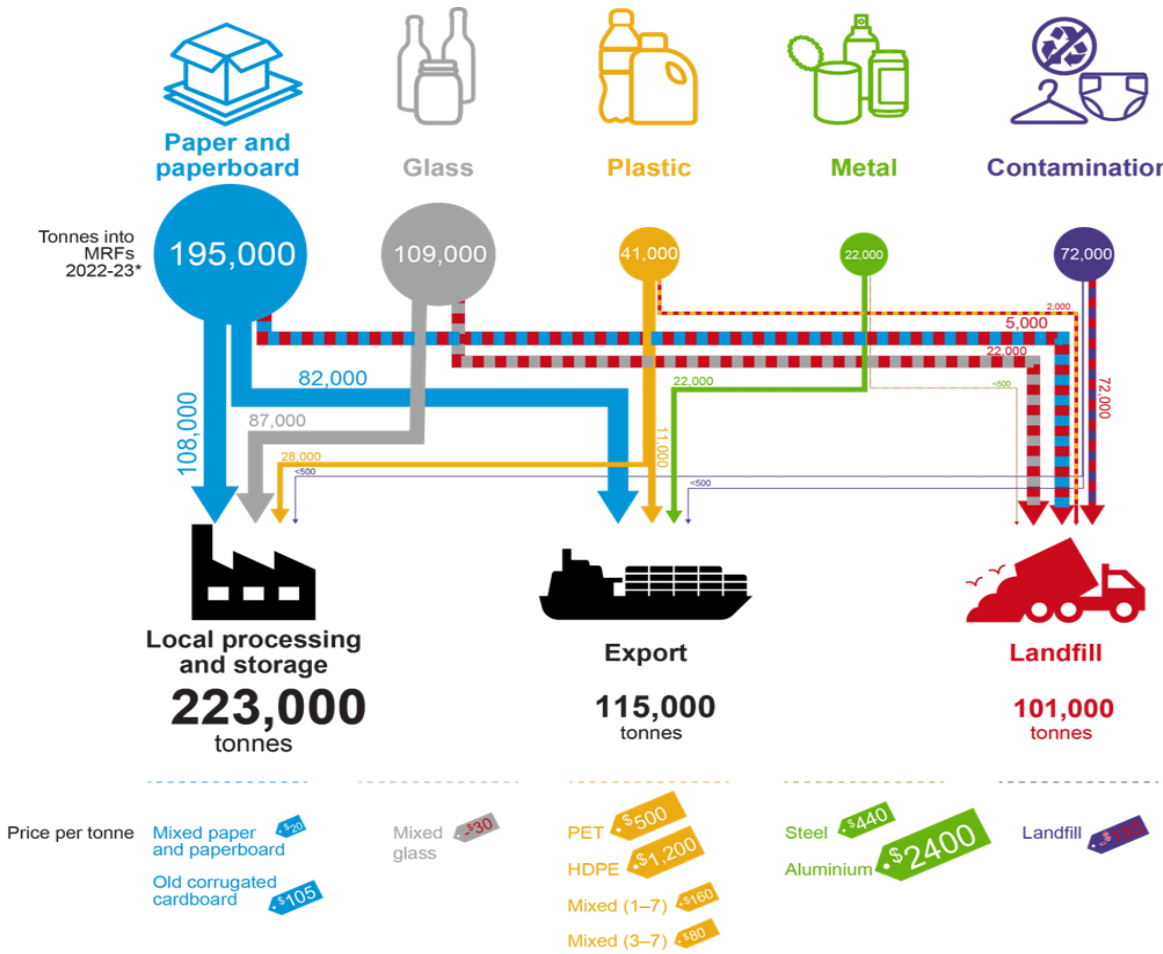 Paper and
paperboard
Glass
Plastic
Metal
Contamination
Tonnes into
MRFs
2022-23*
195,000
109,000
41,000
22,000
72,000
2,000
5,000
22,000
82,000
22,000
<500
72,000
108,000
87,000
11,000
28,000
<500
<500
Local processing
and storage
223,000
tonnes
Export
115,000
tonnes
Landfill
101,000
tonnes
Price per tonne
Mixed paper
and paperboard
$20
Old corrugated
cardboard
$105
Mixed
glass
-$30
PET
$500
HDPE
$1,200
Mixed (1–7)
$160
Mixed (3–7)
$80
Steel
$440
Aluminium
$2400
Landfill
-$185